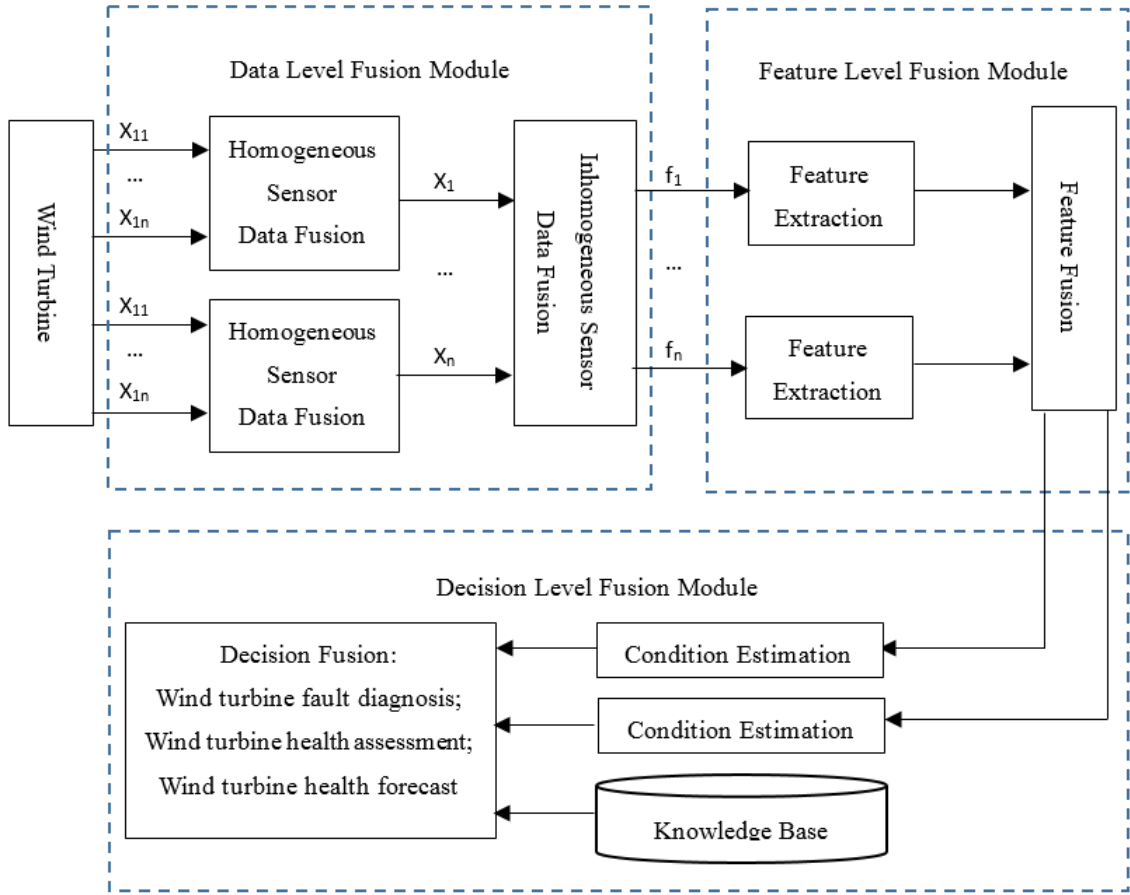 Data Level Fusion Module
Feature Level Fusion Module
Wind Turbine
X11
...
X1n
X11
...
X1n
Homogeneous
Sensor
Data Fusion
Homogeneous
Sensor
Data Fusion
X1
...
Xn
Inhomogeneous Sensor
Data Fusion
f1
...
fn
Feature
Extraction
Feature
Extraction
Feature Fusion
Decision Level Fusion Module
Decision Fusion:
Wind turbine fault diagnosis;
Wind turbine health assessment;
Wind turbine health forecast
Condition Estimation
Condition Estimation
Knowledge Base